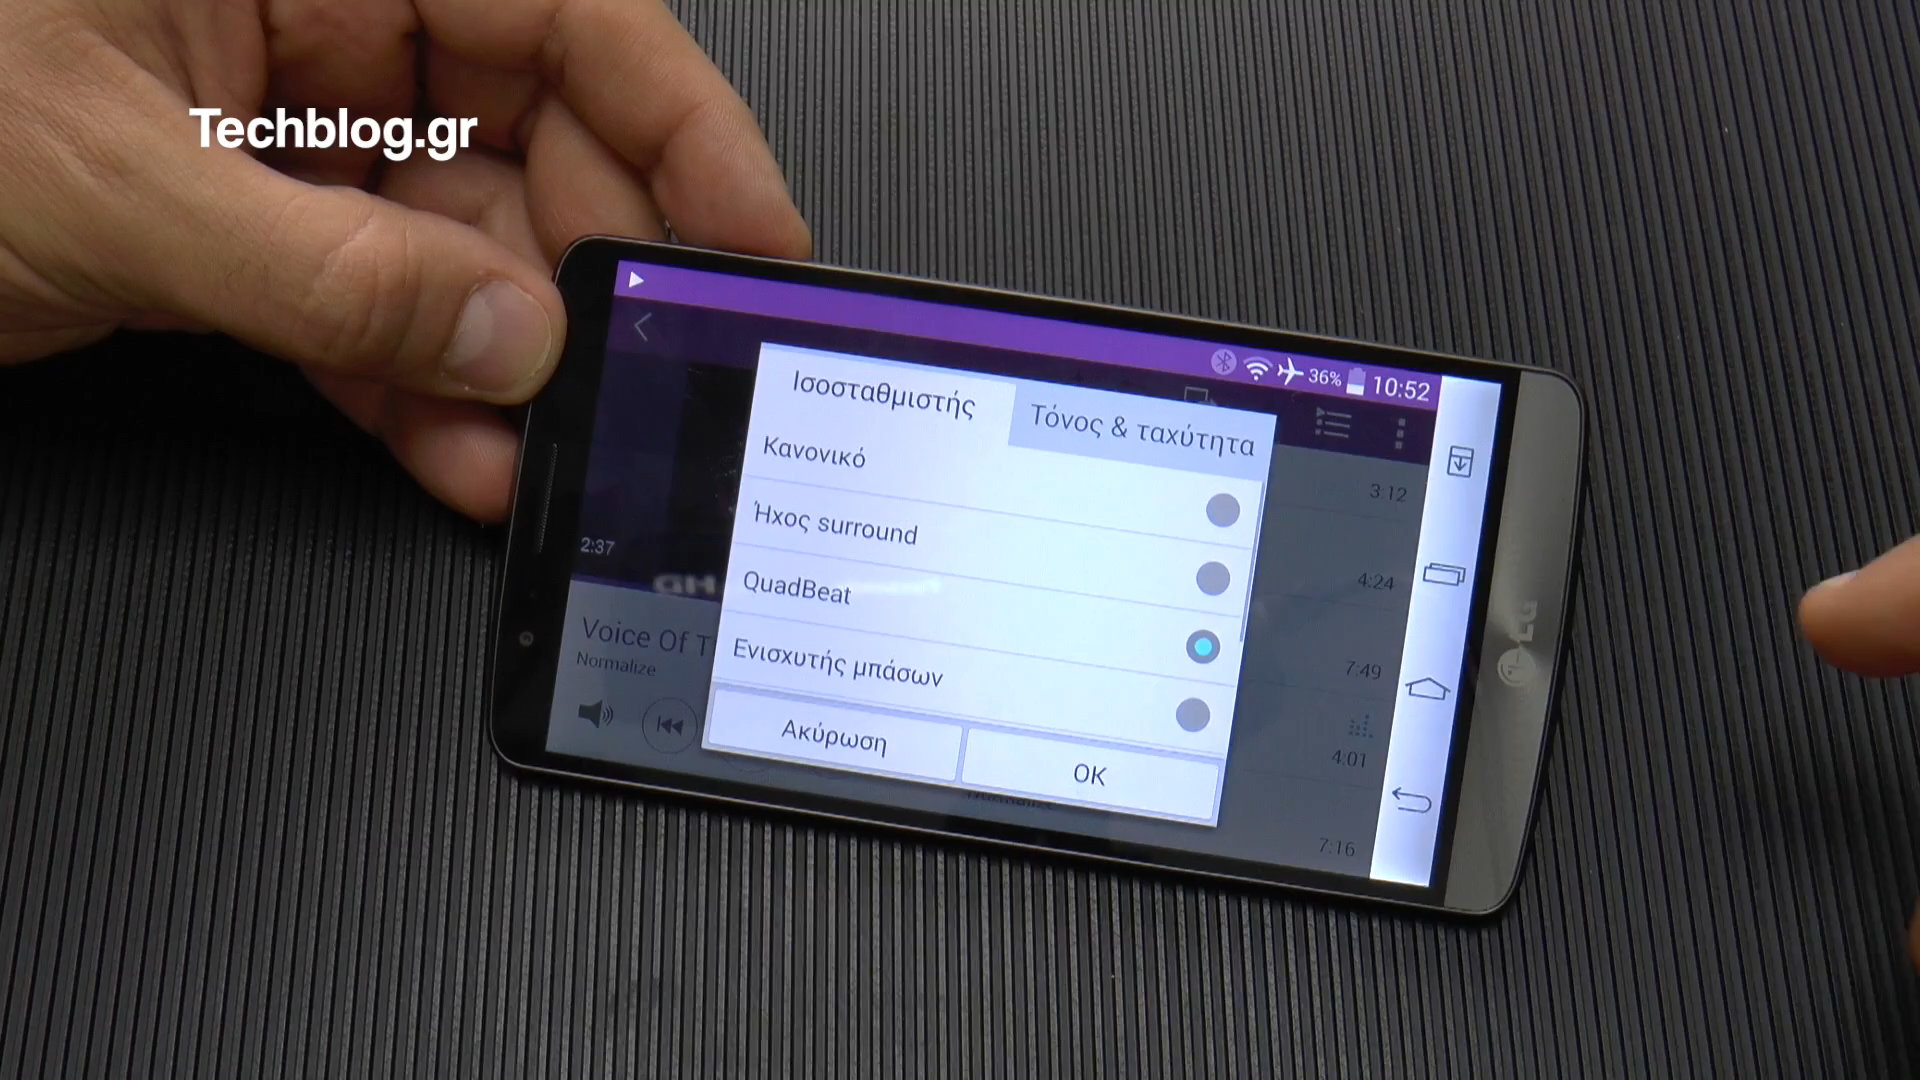 Techblog.gr
36% 10:52
Ισοσταθμιστής
Τόνος & ταχύτητα
Κανονικό
Ήχος surround
QuadBeat
Ενισχυτής μπάσων
Ακύρωση
OK
2:37
Voice Of T
Normalize
3:12
4:24
7:49
4:01
7:16
LG